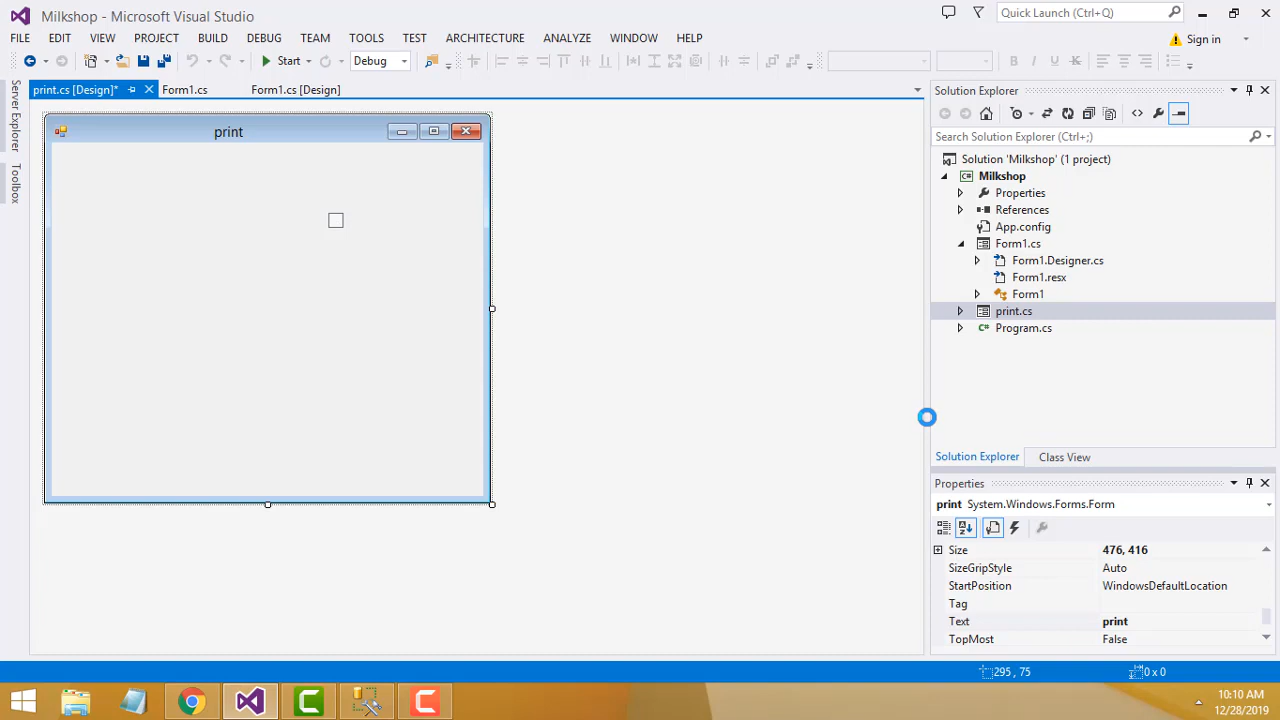 Milkshop - Microsoft Visual Studio
Quick Launch (Ctrl+Q)
FILE EDIT VIEW PROJECT BUILD DEBUG TEAM TOOLS TEST ARCHITECTURE ANALYZE WINDOW HELP
Sign in
Start Debug
B I U S
Server Explorer
Toolbox
print.cs [Design]* Form1.cs Form1.cs [Design]
print
Solution Explorer
Search Solution Explorer (Ctrl+;)
Solution 'Milkshop' (1 project)
Milkshop
Properties
References
App.config
Form1.cs
Form1.Designer.cs
Form1.resx
Form1
print.cs
Program.cs
Solution Explorer Class View
Properties
print System.Windows.Forms.Form
Size 476, 416
SizeGripStyle Auto
StartPosition WindowsDefaultLocation
Tag
Text print
TopMost False
295 , 75 0 x 0
10:10 AM
12/28/2019